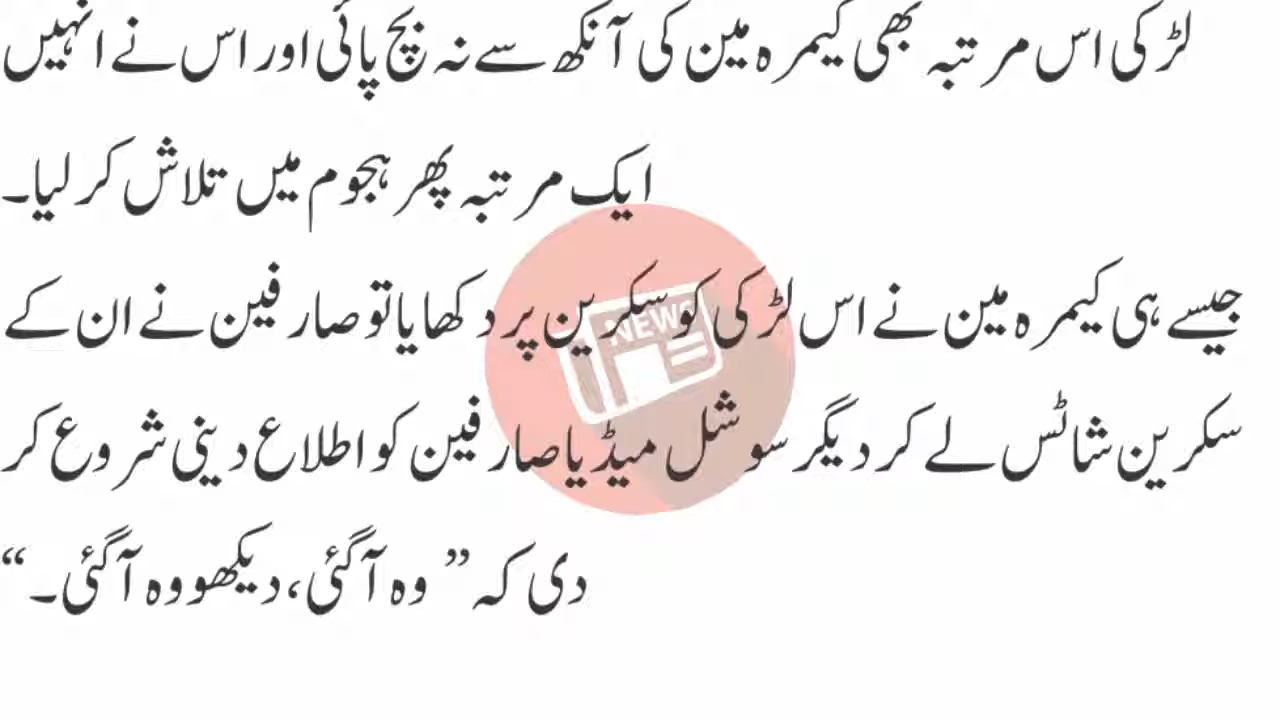 لڑکی اس مرتبہ بھی کیمرہ مین کی آنکھ سے نہ بچ پائی اور اس نے انہیں
ایک مرتبہ پھر ہجوم میں تلاش کر لیا۔
جیسے ہی کیمرہ مین نے اس لڑکی کو سکرین پر دکھایا تو صارفین نے ان کے
سکرین شاٹس لے کر دیگر سوشل میڈیا صارفین کو اطلاع دینی شروع کر
دی کہ ” وہ آگئی، دیکھو وہ آگئی۔“
NEWS